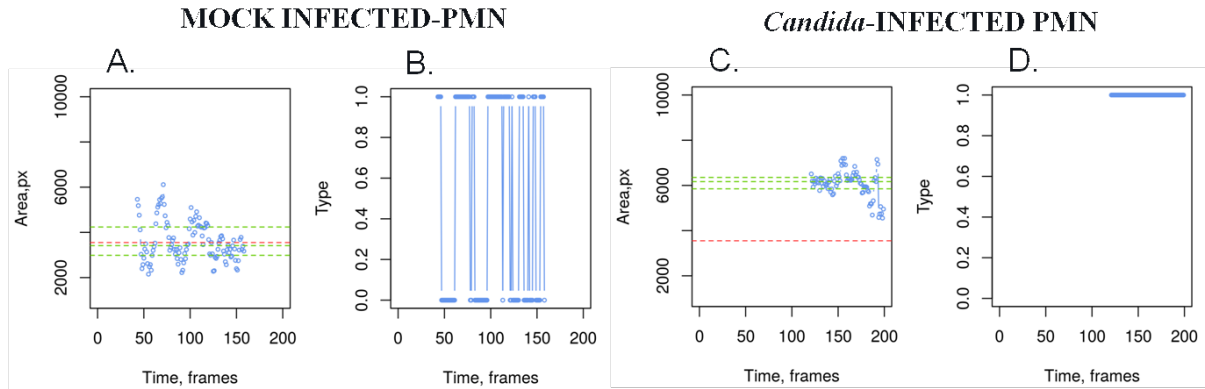 MOCK INFECTED-PMN
Candida-INFECTED PMN
A.
B.
C.
D.
Area,px
10000
6000
2000
0 50 100 150 200
Time, frames
Type
1.0
0.8
0.6
0.4
0.2
0.0
0 50 100 150 200
Time, frames
Area,px
10000
6000
2000
0 50 100 150 200
Time, frames
Type
1.0
0.8
0.6
0.4
0.2
0.0
0 50 100 150 200
Time, frames